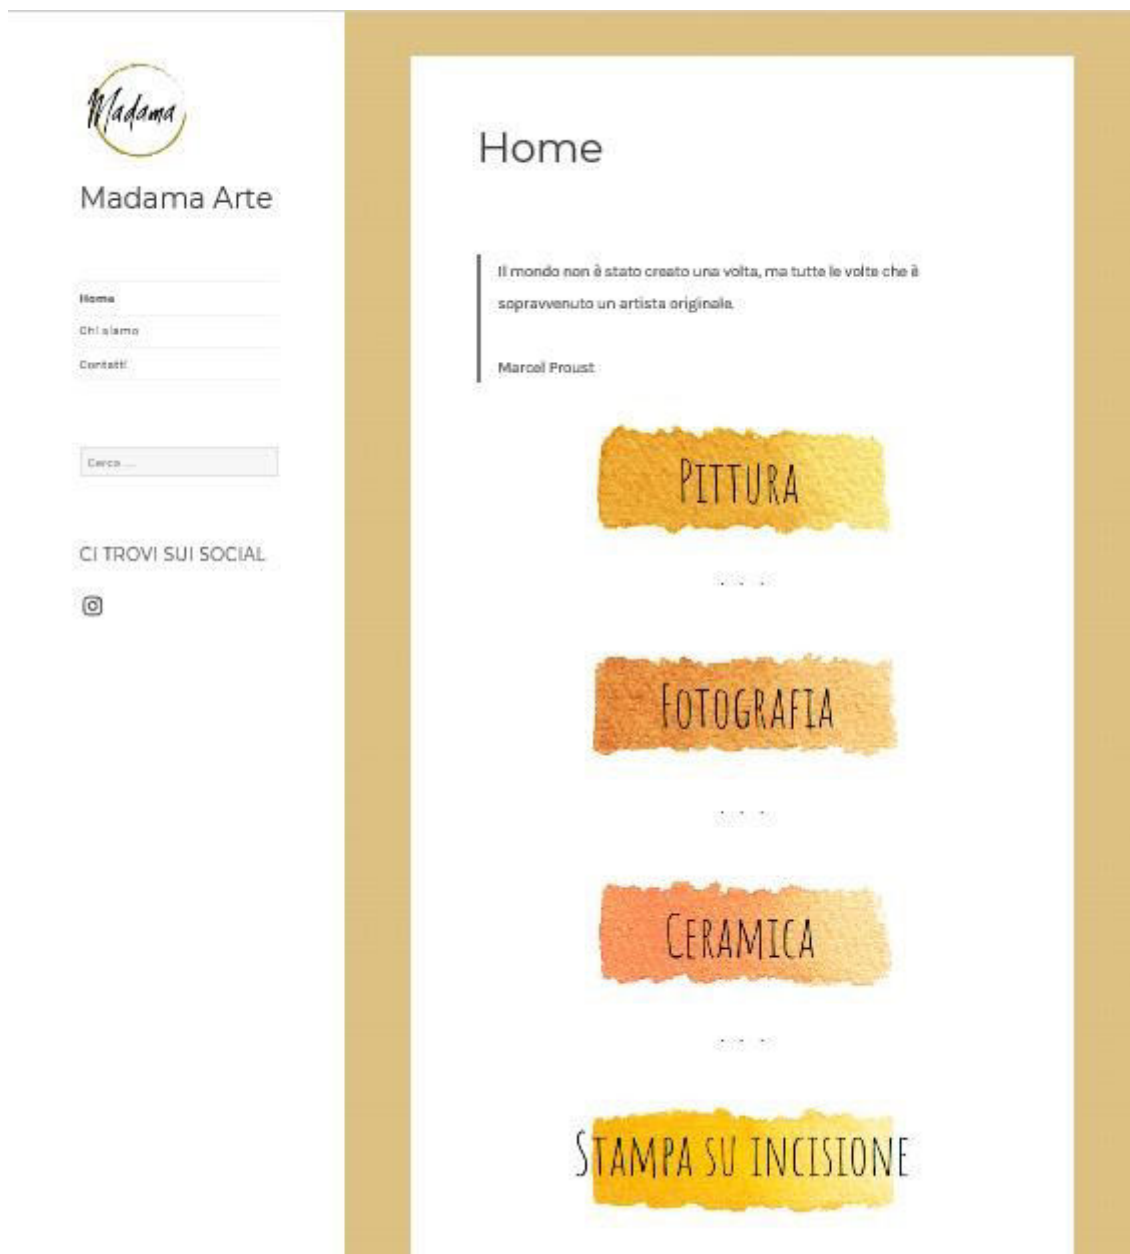 Madama
Madama Arte
Home
Chi siamo
Contatti
Cerca ...
CI TROVI SUI SOCIAL
Home
Il mondo non è stato creato una volta, ma tutte le volte che è
sopravvenuto un artista originale.
Marcel Proust
PITTURA
. . .
FOTOGRAFIA
. . .
CERAMICA
. . .
STAMPA SU INCISIONE